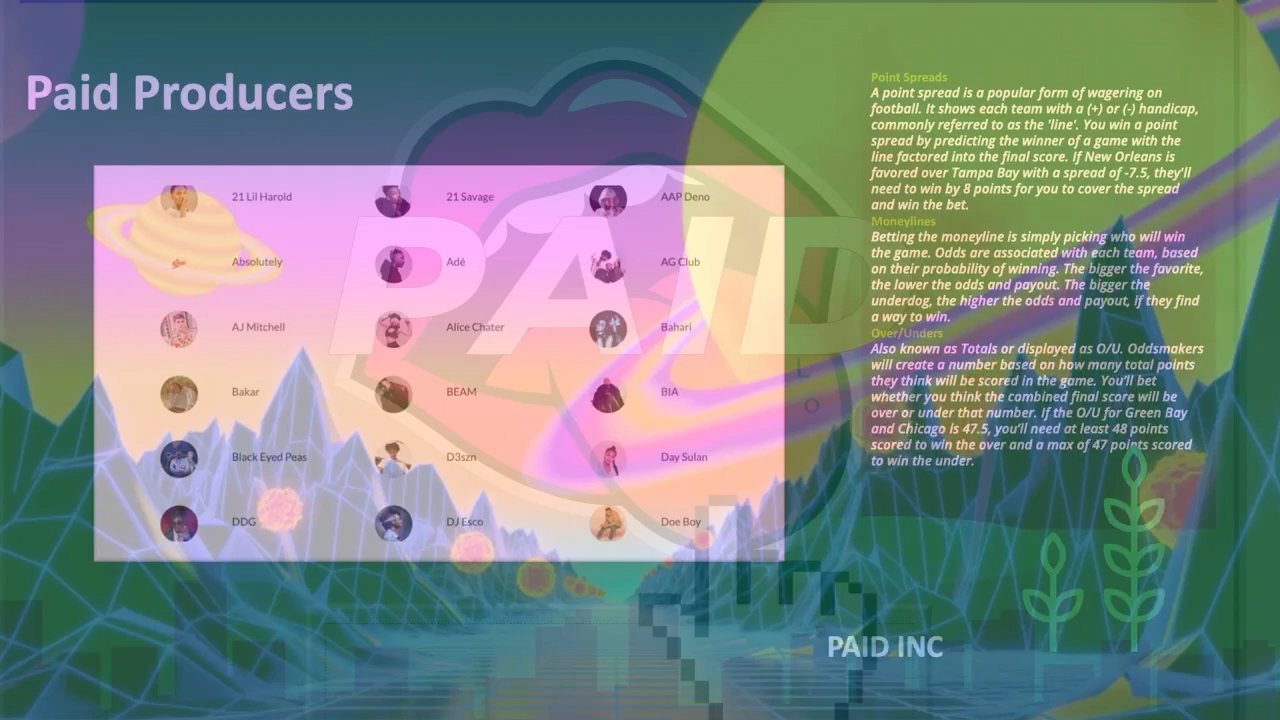 Paid Producers
21 Lil Harold
21 Savage
AAP Deno
Absolutely
Adé
AG Club
AJ Mitchell
Alice Chater
Bahari
Bakar
BEAM
BIA
Black Eyed Peas
D3szn
Day Sulan
DDG
DJ Esco
Doe Boy
PAID
L
O
Point Spreads
A point spread is a popular form of wagering on
football. It shows each team with a (+) or (-) handicap,
commonly referred to as the 'line'. You win a point
spread by predicting the winner of a game with the
line factored into the final score. If New Orleans is
favored over Tampa Bay with a spread of -7.5, they'll
need to win by 8 points for you to cover the spread
and win the bet.
Moneylines
Betting the moneyline is simply picking who will win
the game. Odds are associated with each team, based
on their probability of winning. The bigger the favorite,
the lower the odds and payout. The bigger the
underdog, the higher the odds and payout, if they find
a way to win.
Over/Unders
Also known as Totals or displayed as O/U. Oddsmakers
will create a number based on how many total points
they think will be scored in the game. You'll bet
whether you think the combined final score will be
over or under that number. If the O/U for Green Bay
and Chicago is 47.5, you'll need at least 48 points
scored to win the over and a max of 47 points scored
to win the under.
PAID INC